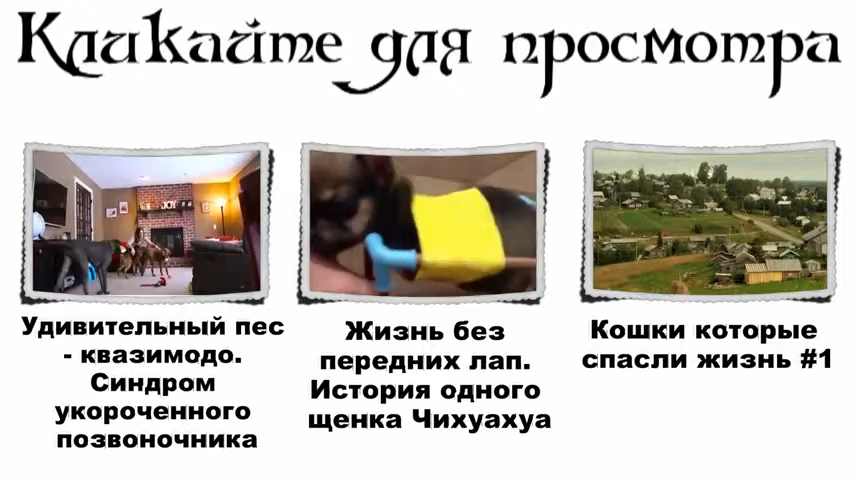 Кликайте для просмотра
JOY
Удивительный пес
- квазимодо.
Синдром
укороченного
позвоночника
Жизнь без
передних лап.
История одного
щенка Чихуахуа
Кошки которые
спасли жизнь #1